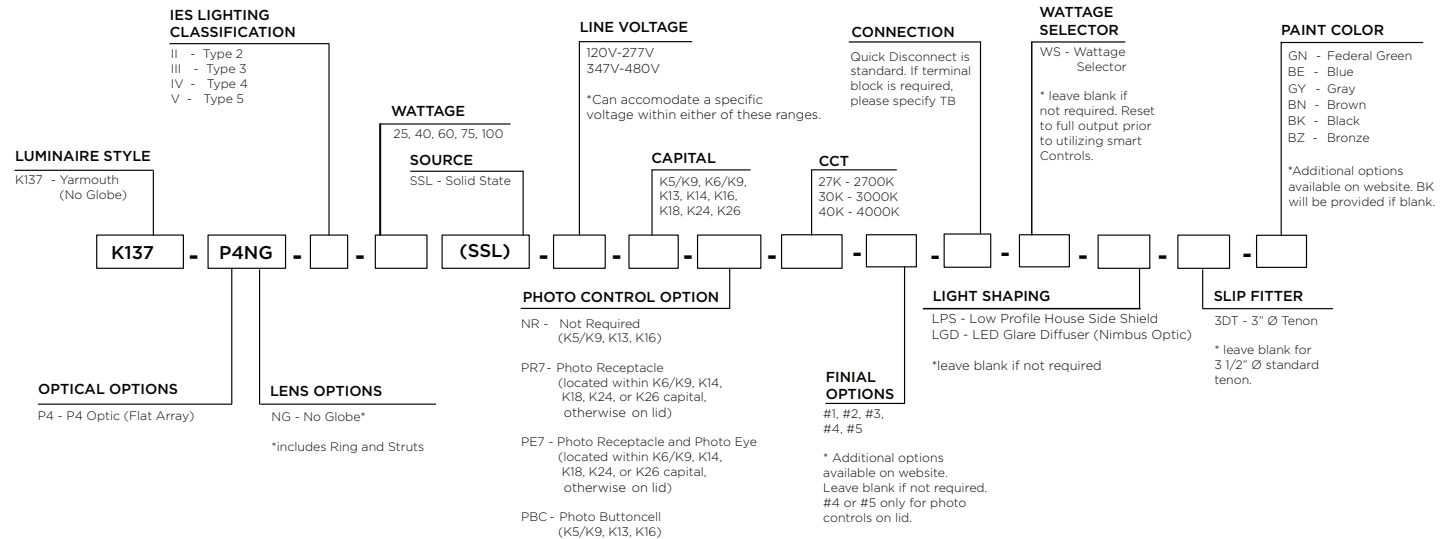 IES LIGHTING
CLASSIFICATION
II - Type 2
III - Type 3
IV - Type 4
V - Type 5
LINE VOLTAGE
120V-277V
347V-480V
*Can accomodate a specific
voltage within either of these ranges.
CONNECTION
Quick Disconnect is
standard. If terminal
block is required,
please specify TB
WATTAGE
SELECTOR
WS - Wattage
Selector
* leave blank if
not required. Reset
to full output prior
to utilizing smart
Controls.
PAINT COLOR
GN - Federal Green
BE - Blue
GY - Gray
BN - Brown
BK - Black
BZ - Bronze
*Additional options
available on website. BK
will be provided if blank.
WATTAGE
25, 40, 60, 75, 100
LUMINAIRE STYLE
K137 - Yarmouth
(No Globe)
SOURCE
SSL - Solid State
CAPITAL
K5/K9, K6/K9,
K13, K14, K16,
K18, K24, K26
CCT
27K - 2700K
30K - 3000K
40K - 4000K
K137 - P4NG - - (SSL) - - - - - - - - - -
PHOTO CONTROL OPTION
NR - Not Required
(K5/K9, K13, K16)
PR7 - Photo Receptacle
(located within K6/K9, K14,
K18, K24, or K26 capital,
otherwise on lid)
PE7 - Photo Receptacle and Photo Eye
(located within K6/K9, K14,
K18, K24, or K26 capital,
otherwise on lid)
PBC - Photo Buttoncell
(K5/K9, K13, K16)
LIGHT SHAPING
LPS - Low Profile House Side Shield
LGD - LED Glare Diffuser (Nimbus Optic)
*leave blank if not required
SLIP FITTER
3DT - 3" Ø Tenon
* leave blank for
3 1/2" Ø standard
tenon.
OPTICAL OPTIONS
P4 - P4 Optic (Flat Array)
LENS OPTIONS
NG - No Globe*
*includes Ring and Struts
FINIAL
OPTIONS
#1, #2, #3,
#4, #5
* Additional options
available on website.
Leave blank if not required.
#4 or #5 only for photo
controls on lid.